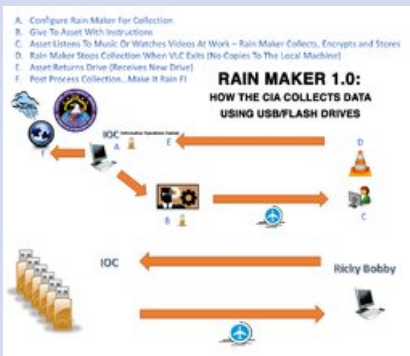 A. Configure Rain Maker For Collection
B. Give To Asset With Instructions
C. Asset Listens To Music Or Watches Videos At Work – Rain Maker Collects, Encrypts and Stores
D. Rain Maker Stops Collection When VLC Exits (No Copies To The Local Machine)
E. Asset Returns Drive (Receives New Drive)
F. Post Process Collection...Make It Rain FI
RAIN MAKER 1.0:
HOW THE CIA COLLECTS DATA
USING USB/FLASH DRIVES
IOC
A
E
D
F
B
C
IOC
Ricky Bobby